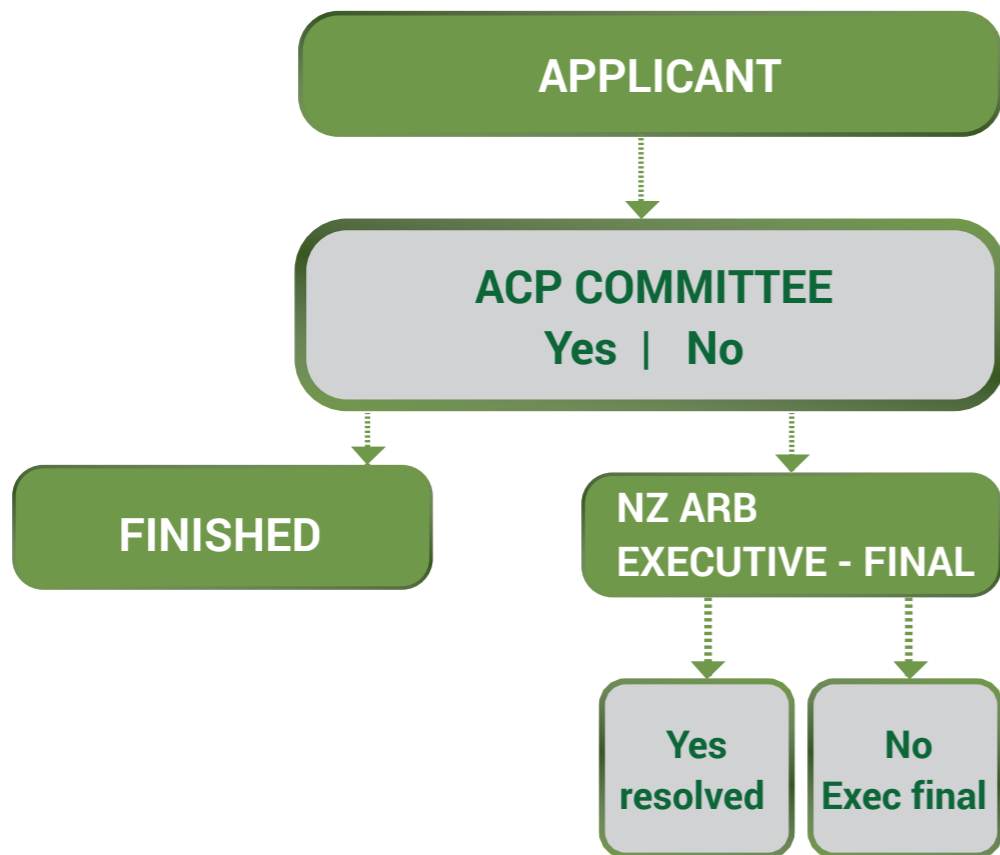 APPLICANT
ACP COMMITTEE
Yes | No
FINISHED
NZ ARB
EXECUTIVE - FINAL
Yes
resolved
No
Exec final